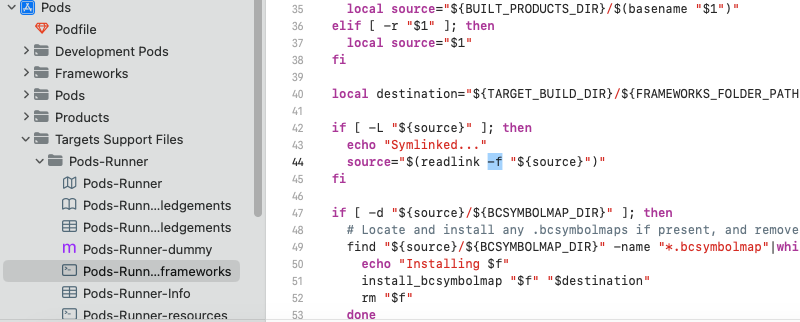 Pods
Podfile
Development Pods
Frameworks
Pods
Products
Targets Support Files
Pods-Runner
Pods-Runner
Pods-Runn...ledgements
Pods-Runn...ledgements
Pods-Runner-dummy
Pods-Runn...frameworks
Pods-Runner-Info
Pods-Runner-resources
35 local source="${BUILT_PRODUCTS_DIR}/$(basename "$1")"
36 elif [ -r "$1" ]; then
37 local source="$1"
38 fi
39
40 local destination="${TARGET_BUILD_DIR}/${FRAMEWORKS_FOLDER_PATH
41
42 if [ -L "${source}" ]; then
43 echo "Symlinked..."
44 source="$(readlink -f "${source}")"
45 fi
46
47 if [ -d "${source}/${BCSYMBOLMAP_DIR}" ]; then
48 # Locate and install any .bcsymbolmaps if present, and remove
49 find "${source}/${BCSYMBOLMAP_DIR}" -name "*.bcsymbolmap"|whi
50 echo "Installing $f"
51 install_bcsymbolmap "$f" "$destination"
52 rm "$f"
53 done